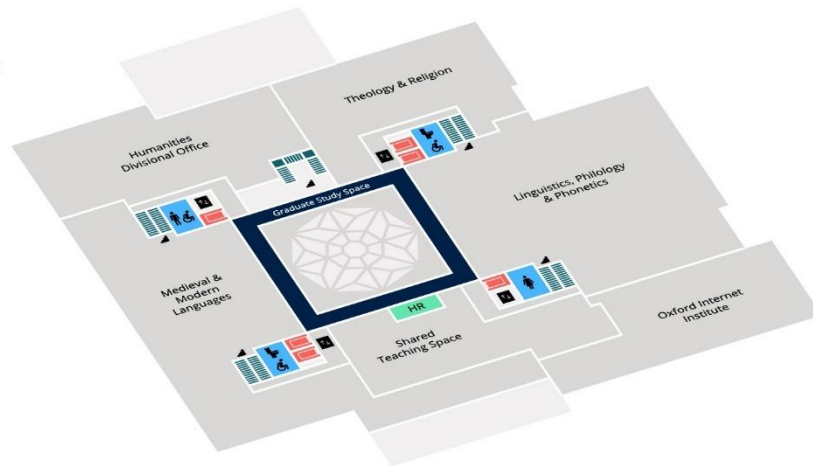 Theology & Religion
Humanities
Divisional Office
Graduate Study Space
Linguistics, Philology
& Phonetics
Medieval &
Modern
Languages
HR
Shared
Teaching Space
Oxford Internet
Institute